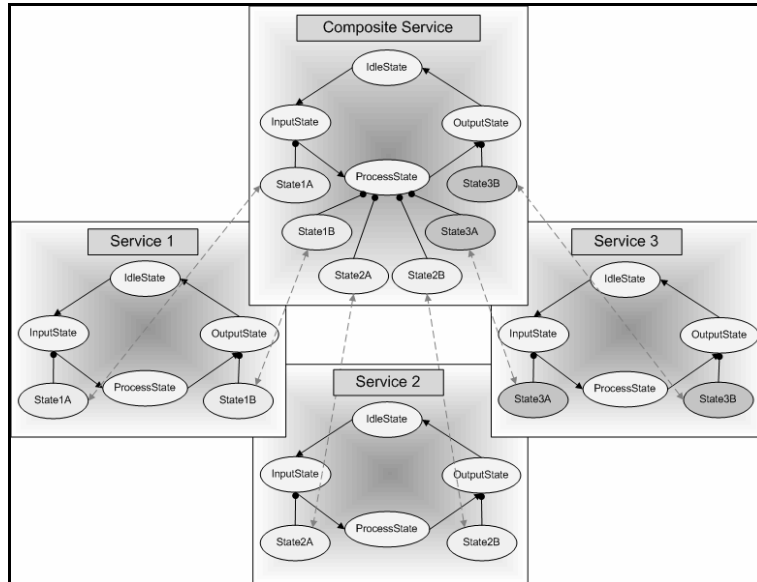 Composite Service
IdleState
InputState
OutputState
ProcessState
State1A
State3B
State1B
State3A
State2A
State2B
Service 1
IdleState
InputState
OutputState
ProcessState
State1A
State1B
Service 3
IdleState
InputState
OutputState
ProcessState
State3A
State3B
Service 2
IdleState
InputState
OutputState
ProcessState
State2A
State2B